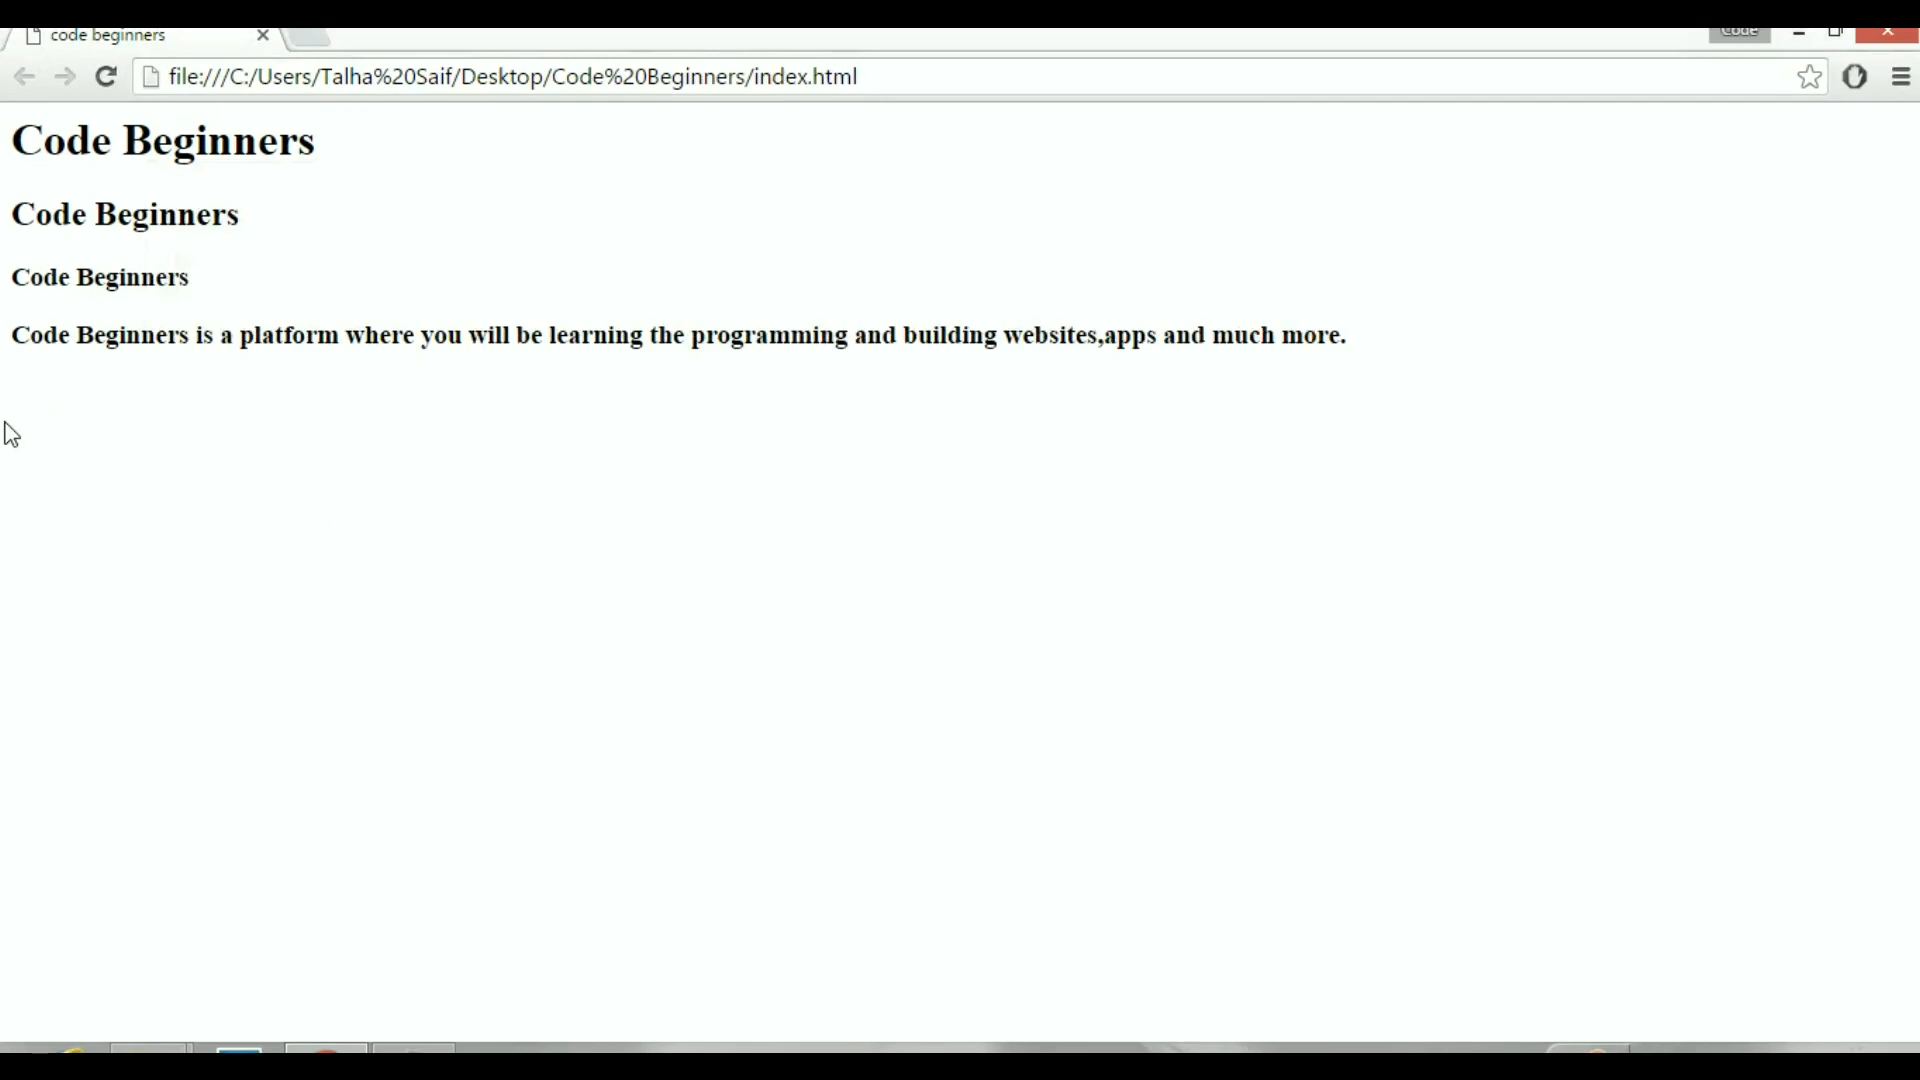 code beginners
Code
file:///C:/Users/Talha%20Saif/Desktop/Code%20Beginners/index.html
Code Beginners
Code Beginners
Code Beginners
Code Beginners is a platform where you will be learning the programming and building websites,apps and much more.